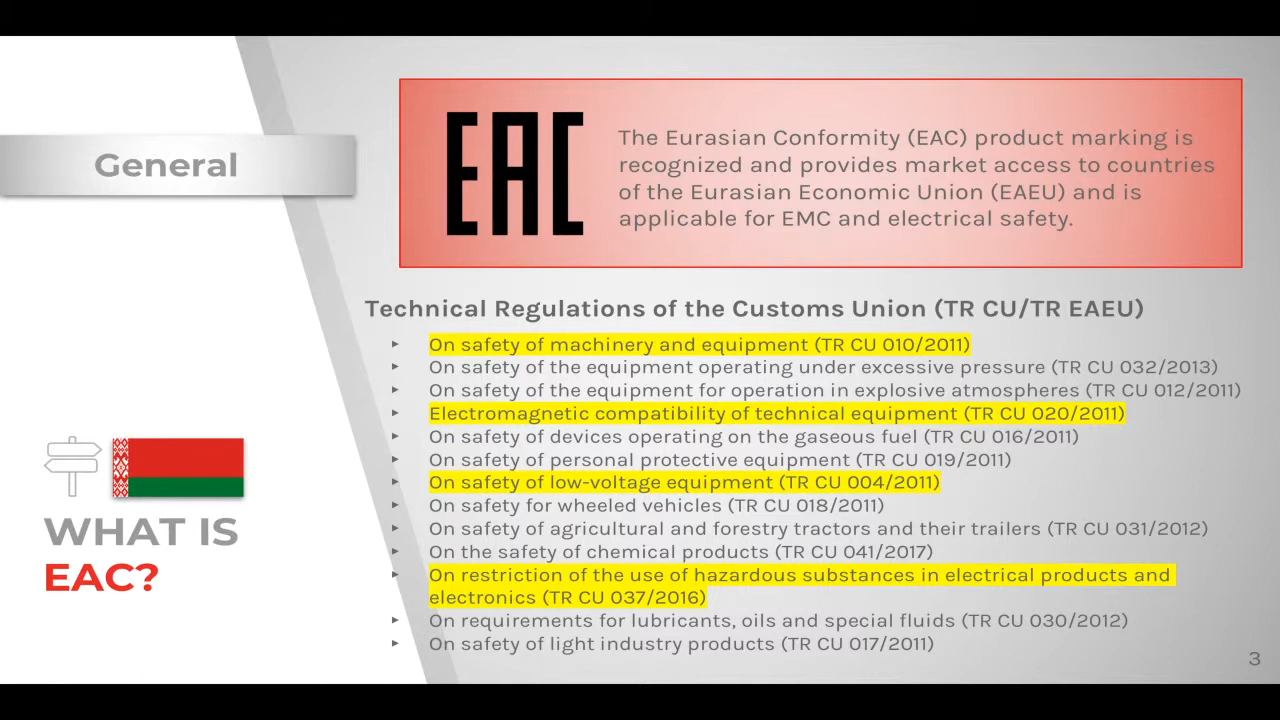 General
WHAT IS
EAC?
EAC
The Eurasian Conformity (EAC) product marking is
recognized and provides market access to countries
of the Eurasian Economic Union (EAEU) and is
applicable for EMC and electrical safety.
Technical Regulations of the Customs Union (TR CU/TR EAEU)
‣ On safety of machinery and equipment (TR CU 010/2011)
‣ On safety of the equipment operating under excessive pressure (TR CU 032/2013)
‣ On safety of the equipment for operation in explosive atmospheres (TR CU 012/2011)
‣ Electromagnetic compatibility of technical equipment (TR CU 020/2011)
‣ On safety of devices operating on the gaseous fuel (TR CU 016/2011)
‣ On safety of personal protective equipment (TR CU 019/2011)
‣ On safety of low-voltage equipment (TR CU 004/2011)
‣ On safety for wheeled vehicles (TR CU 018/2011)
‣ On safety of agricultural and forestry tractors and their trailers (TR CU 031/2012)
‣ On the safety of chemical products (TR CU 041/2017)
‣ On restriction of the use of hazardous substances in electrical products and
electronics (TR CU 037/2016)
‣ On requirements for lubricants, oils and special fluids (TR CU 030/2012)
‣ On safety of light industry products (TR CU 017/2011)
3